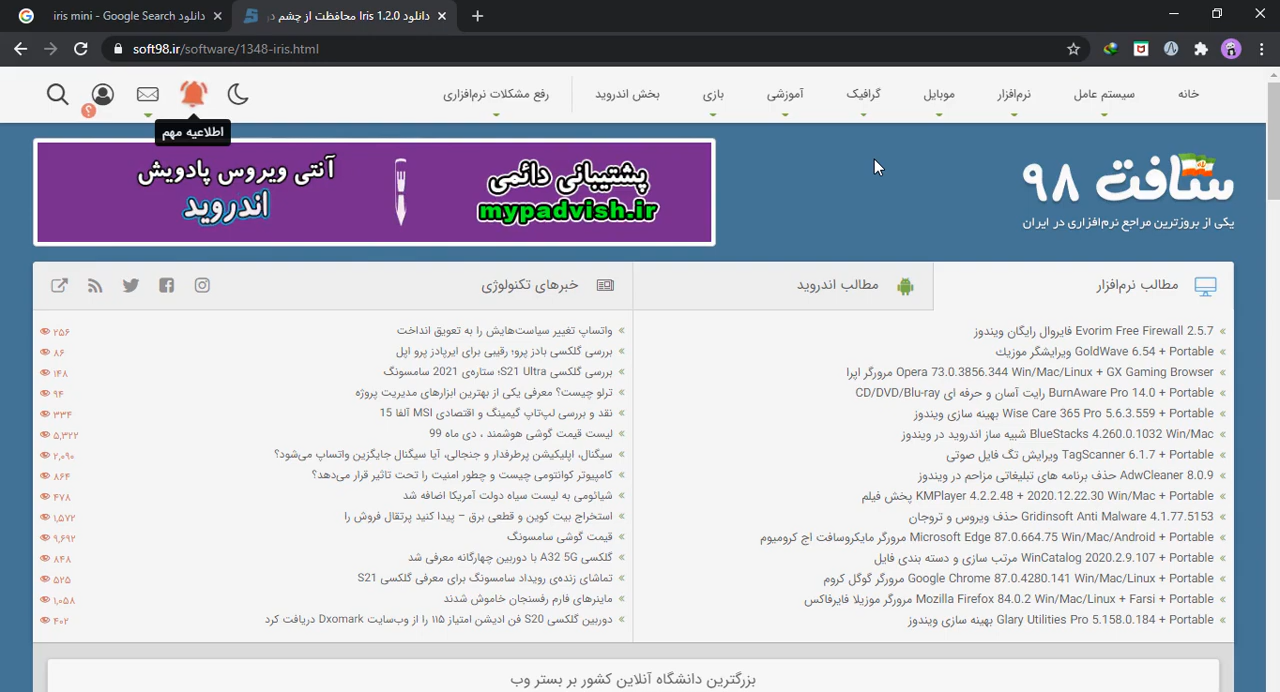 دانلود iris mini - Google Search
دانلود Iris 1.2.0 محافظت از چشم در
soft98.ir/software/1348-iris.html
خانه
سیستم عامل
نرم‌افزار
موبایل
گرافیک
آموزشی
بازی
بخش اندروید
رفع مشکلات نرم‌افزاری
؟
اطلاعیه مهم
سافت ۹۸
یکی از بروزترین مراجع نرم‌افزاری در ایران
پشتیبانی دائمی
mypadvish.ir
آنتی ویروس پادویش
اندروید
مطالب نرم‌افزار
مطالب اندروید
خبرهای تکنولوژی
Evorim Free Firewall 2.5.7 فایروال رایگان ویندوز
GoldWave 6.54 + Portable ویرایشگر موزیک
Opera 73.0.3856.344 Win/Mac/Linux + GX Gaming Browser مرورگر اپرا
BurnAware Pro 14.0 + Portable رایت آسان و حرفه ای CD/DVD/Blu-ray
Wise Care 365 Pro 5.6.3.559 + Portable بهینه سازی ویندوز
BlueStacks 4.260.0.1032 Win/Mac شبیه ساز اندروید در ویندوز
TagScanner 6.1.7 + Portable ویرایش تگ فایل صوتی
AdwCleaner 8.0.9 حذف برنامه های تبلیغاتی مزاحم در ویندوز
KMPlayer 4.2.2.48 + 2020.12.22.30 Win/Mac + Portable پخش فیلم
Gridinsoft Anti Malware 4.1.77.5153 حذف ویروس و تروجان
Microsoft Edge 87.0.664.75 Win/Mac/Android + Portable مرورگر مایکروسافت اج کرومیوم
WinCatalog 2020.2.9.107 + Portable مرتب سازی و دسته بندی فایل
Google Chrome 87.0.4280.141 Win/Mac/Linux + Portable مرورگر گوگل کروم
Mozilla Firefox 84.0.2 Win/Mac/Linux + Farsi + Portable مرورگر موزیلا فایرفاکس
Glary Utilities Pro 5.158.0.184 + Portable بهینه سازی ویندوز
واتساپ تغییر سیاست‌هایش را به تعویق انداخت ۲۵۶
بررسی گلکسی بادز پرو؛ رقیبی برای ایرپادز پرو اپل ۸۶
بررسی گلکسی S21 Ultra؛ ستاره‌ی 2021 سامسونگ ۱۴۸
ترلو چیست؟ معرفی یکی از بهترین ابزارهای مدیریت پروژه ۹۴
نقد و بررسی لپ‌تاپ گیمینگ و اقتصادی MSI آلفا 15 ۳۳۴
لیست قیمت گوشی هوشمند ، دی ماه 99 ۵,۳۲۲
سیگنال، اپلیکیشن پرطرفدار و جنجالی، آیا سیگنال جایگزین واتساپ می‌شود؟ ۲,۰۹۰
کامپیوتر کوانتومی چیست و چطور امنیت را تحت تاثیر قرار می‌دهد؟ ۸۶۴
شیائومی به لیست سیاه دولت آمریکا اضافه شد ۴۷۸
استخراج بیت کوین و قطعی برق – پیدا کنید پرتقال فروش را ۱,۵۷۲
قیمت گوشی سامسونگ ۹,۶۹۲
گلکسی A32 5G با دوربین چهارگانه معرفی شد ۸۴۸
تماشای زنده‌ی رویداد سامسونگ برای معرفی گلکسی S21 ۵۲۵
ماینرهای فارم رفسنجان خاموش شدند ۱,۰۵۸
دوربین گلکسی S20 فن ادیشن امتیاز ۱۱۵ را از وب‌سایت Dxomark دریافت کرد ۴۰۲
بزرگترین دانشگاه آنلاین کشور بر بستر وب